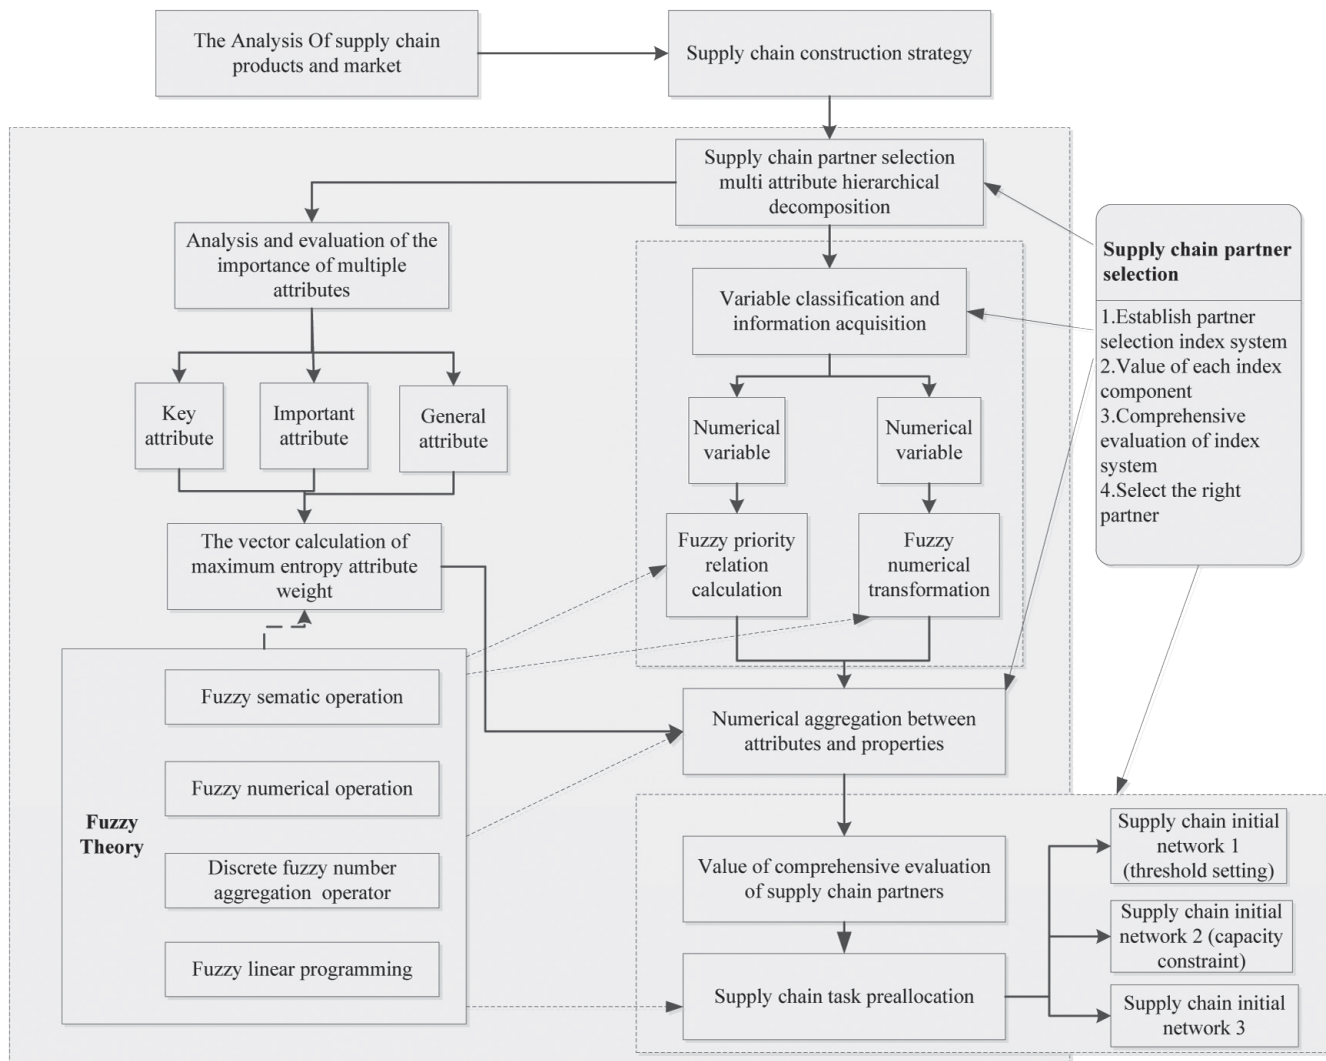 The Analysis Of supply chain
products and market
Supply chain construction strategy
Supply chain partner selection
multi attribute hierarchical
decomposition
Analysis and evaluation of the
importance of multiple
attributes
Variable classification and
information acquisition
Supply chain partner
selection
1.Establish partner
selection index system
2.Value of each index
component
3.Comprehensive
evaluation of index
system
4.Select the right
partner
Key
attribute
Important
attribute
General
attribute
Numerical
variable
Numerical
variable
The vector calculation of
maximum entropy attribute
weight
Fuzzy priority
relation
calculation
Fuzzy
numerical
transformation
Fuzzy
Theory
Fuzzy sematic operation
Fuzzy numerical operation
Discrete fuzzy number
aggregation operator
Fuzzy linear programming
Numerical aggregation between
attributes and properties
Value of comprehensive evaluation
of supply chain partners
Supply chain task preallocation
Supply chain initial
network 1
(threshold setting)
Supply chain initial
network 2 (capacity
constraint)
Supply chain initial
network 3